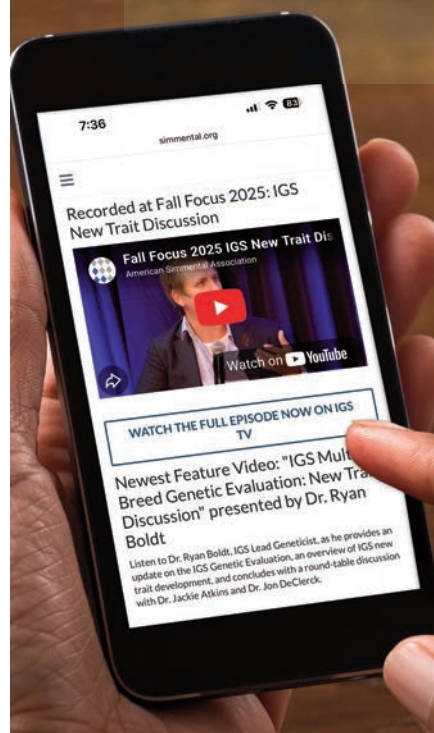 7:36
83
simmental.org
Recorded at Fall Focus 2025: IGS
New Trait Discussion
Fall Focus 2025 IGS New Trait Dis
American Simmental Association
Watch on YouTube
WATCH THE FULL EPISODE NOW ON IGS
TV
Newest Feature Video: "IGS Mult
Breed Genetic Evaluation: New Tra
Discussion" presented by Dr. Ryan
Boldt
Listen to Dr. Ryan Boldt, IGS Lead Geneticist, as he provides an
update on the IGS Genetic Evaluation, an overview of IGS new
trait development, and concludes with a round-table discussion
with Dr. Jackie Atkins and Dr. Jon DeClerck.